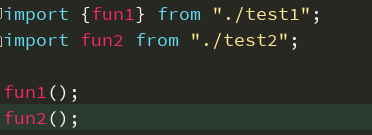 import {fun1} from "./test1";
import fun2 from "./test2";
fun1();
fun2();